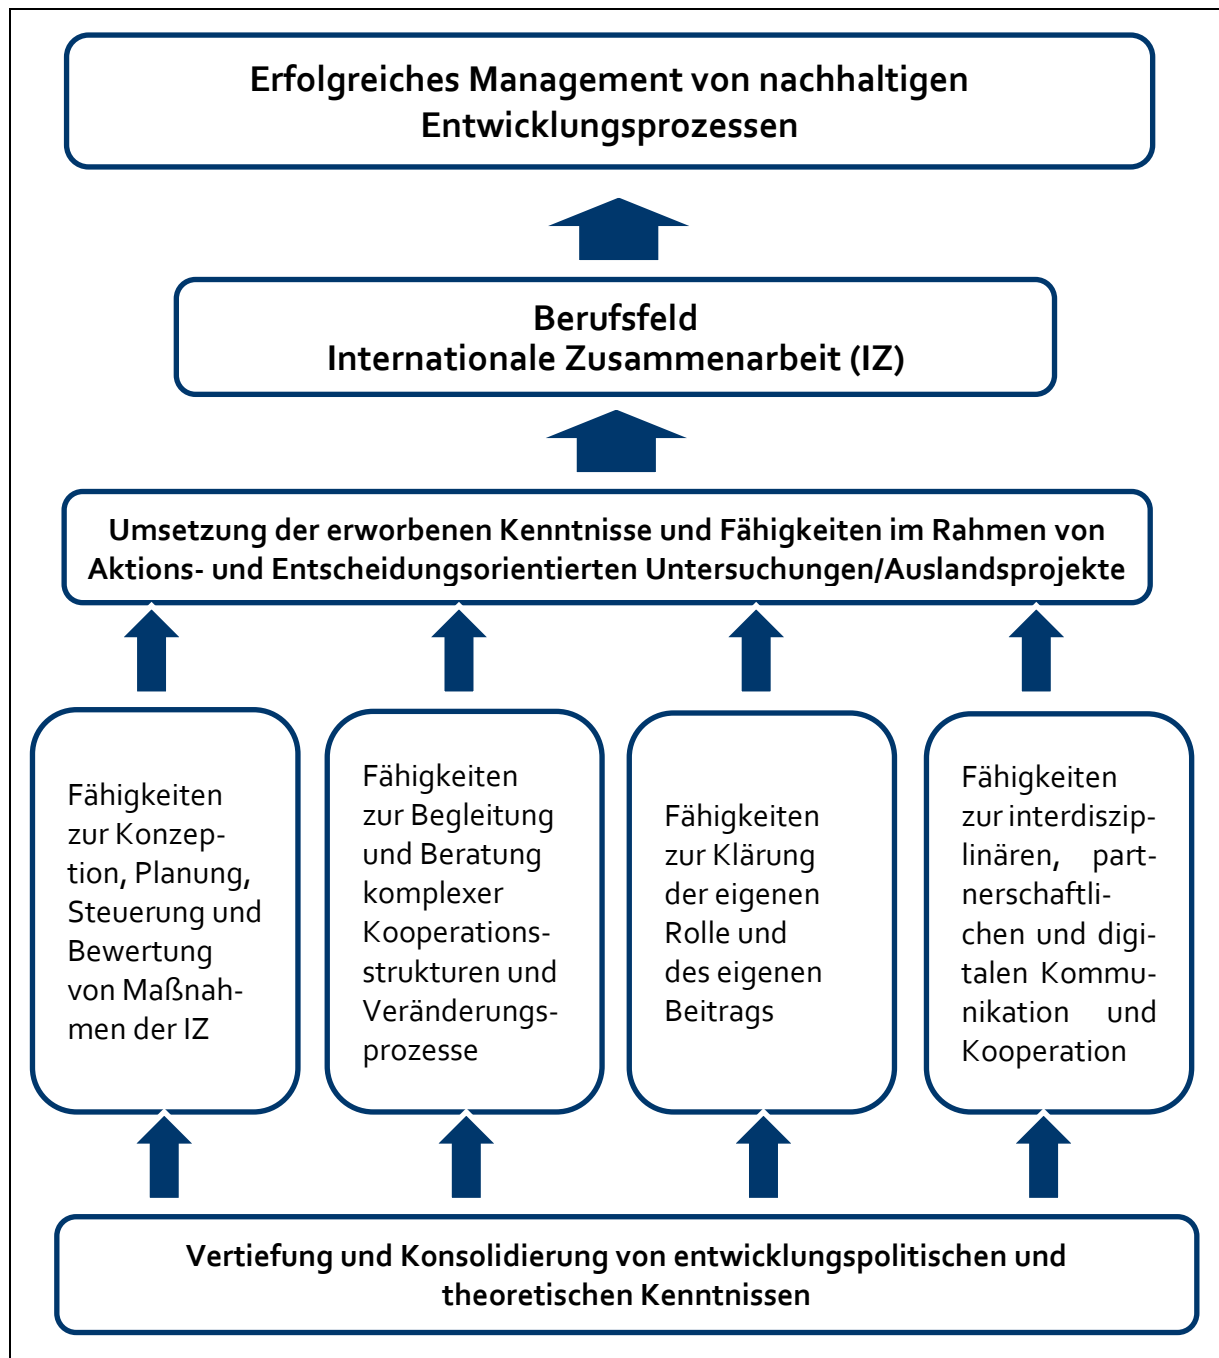 Erfolgreiches Management von nachhaltigen
Entwicklungsprozessen
Berufsfeld
Internationale Zusammenarbeit (IZ)
Umsetzung der erworbenen Kenntnisse und Fähigkeiten im Rahmen von
Aktions- und Entscheidungsorientierten Untersuchungen/Auslandsprojekte
Fähigkeiten
zur Konzep-
tion, Planung,
Steuerung und
Bewertung
von Maßnah-
men der IZ
Fähigkeiten
zur Begleitung
und Beratung
komplexer
Kooperations-
strukturen und
Veränderungs-
prozesse
Fähigkeiten
zur Klärung
der eigenen
Rolle und
des eigenen
Beitrags
Fähigkeiten
zur interdiszip-
linären, part-
nerschaftli-
chen und digi-
talen Kommu-
nikation und
Kooperation
Vertiefung und Konsolidierung von entwicklungspolitischen und
theoretischen Kenntnissen